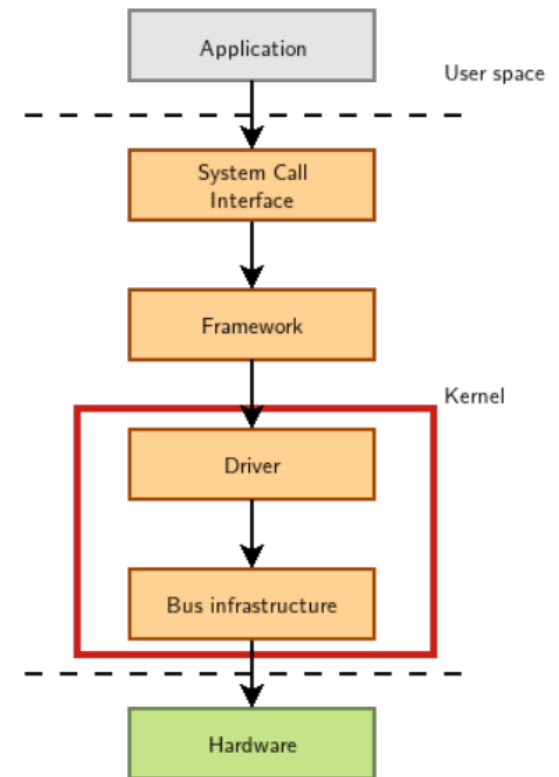 Application
User space
System Call
Interface
Framework
Kernel
Driver
Bus infrastructure
Hardware